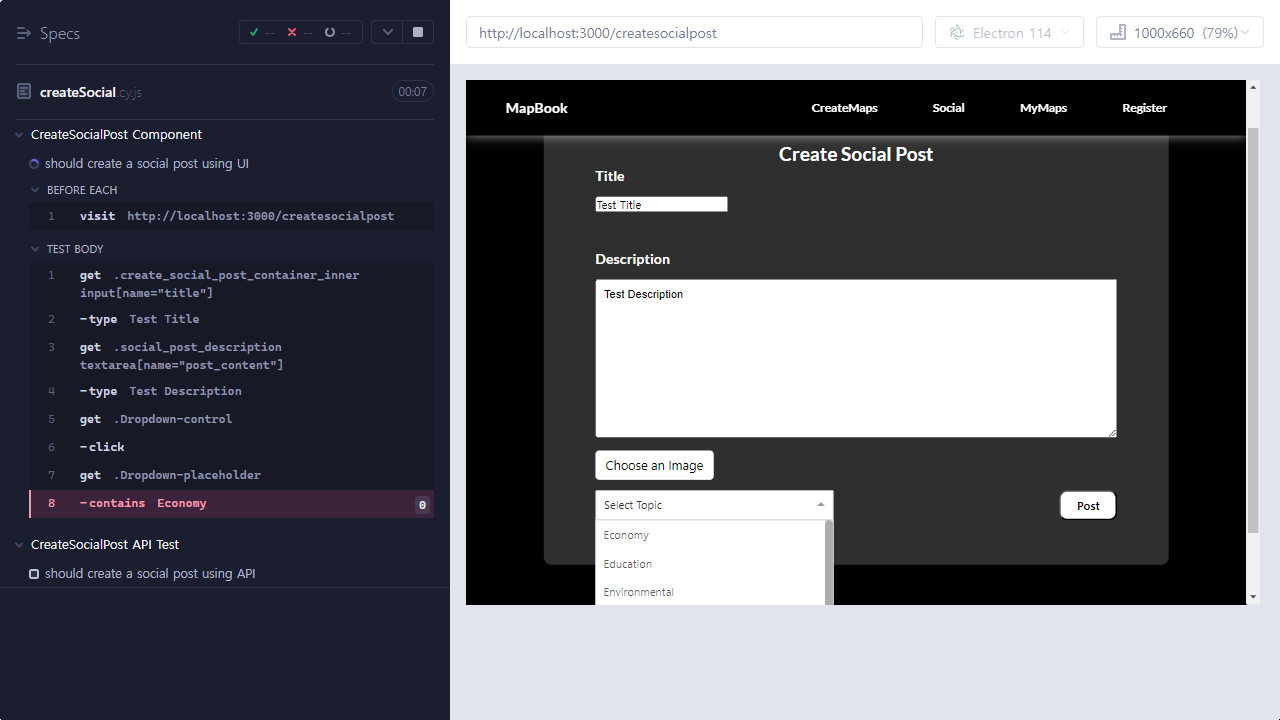 Specs
-- -- --
createSocial.cy.js 00:07
CreateSocialPost Component
should create a social post using UI
BEFORE EACH
1 visit http://localhost:3000/createsocialpost
TEST BODY
1 get .create_social_post_container_inner
input[name="title"]
2 -type Test Title
3 get .social_post_description
textarea[name="post_content"]
4 -type Test Description
5 get .Dropdown-control
6 -click
7 get .Dropdown-placeholder
8 -contains Economy 0
CreateSocialPost API Test
should create a social post using API
http://localhost:3000/createsocialpost Electron 114 1000x660 (79%)
MapBook CreateMaps Social MyMaps Register
Create Social Post
Title
Test Title
Description
Test Description
Choose an Image
Select Topic Post
Economy
Education
Environmental